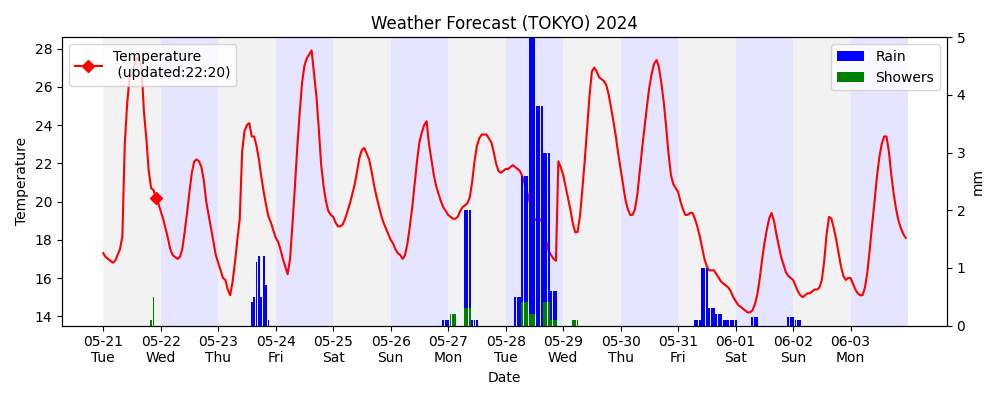 Weather Forecast (TOKYO) 2024
Temperature
(updated:22:20)
Rain
Showers
28
26
24
22
20
18
16
14
Temperature
5
4
3
2
1
0
mm
05-21 05-22 05-23 05-24 05-25 05-26 05-27 05-28 05-29 05-30 05-31 06-01 06-02 06-03
Tue Wed Thu Fri Sat Sun Mon Tue Wed Thu Fri Sat Sun Mon
Date